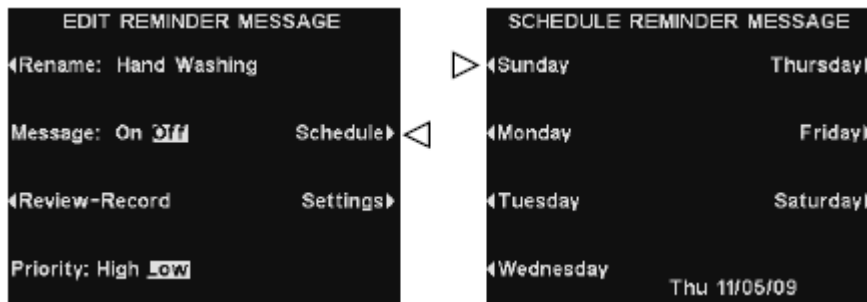 EDIT REMINDER MESSAGE
Rename: Hand Washing
Message: On Off
Schedule
Review-Record
Settings
Priority: High Low
SCHEDULE REMINDER MESSAGE
Sunday
Thursday
Monday
Friday
Tuesday
Saturday
Wednesday
Thu 11/05/09